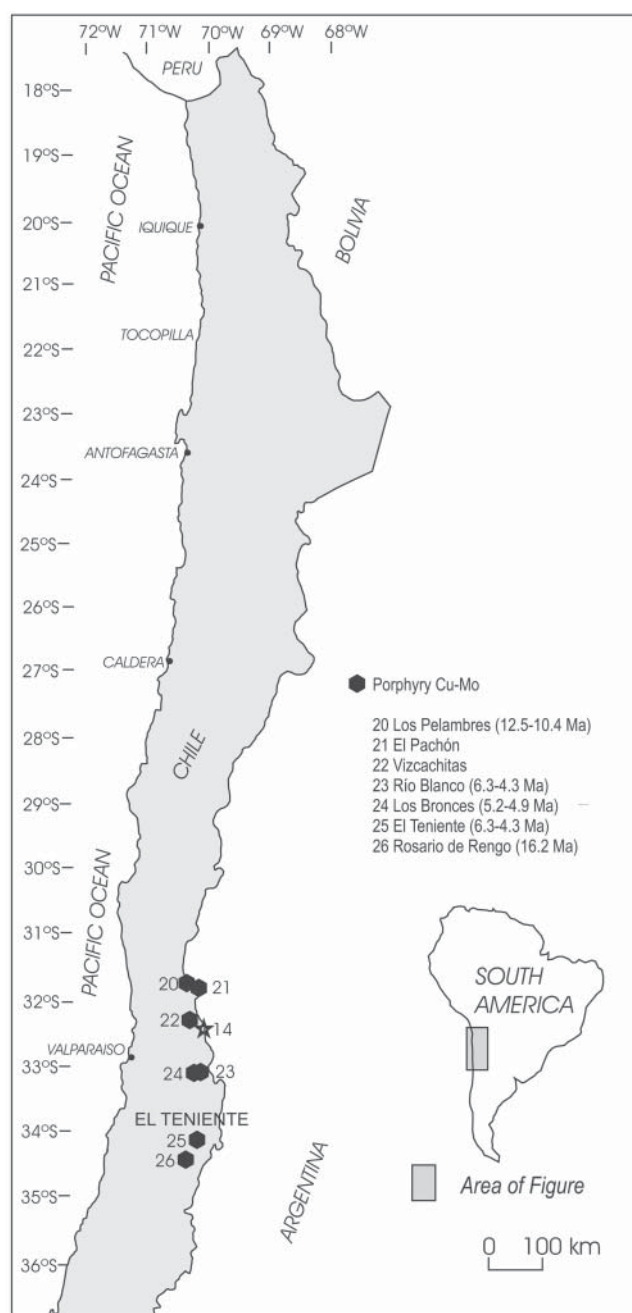 72ºW 71ºW 70ºW 69ºW 68ºW
PERU
18ºS
19ºS
PACIFIC OCEAN
BOLIVIA
20ºS
IQUIQUE
21ºS
TOCOPILLA
22ºS
23ºS
ANTOFAGASTA
24ºS
25ºS
26ºS
CALDERA
27ºS
Porphyry Cu-Mo
20 Los Pelambres (12.5-10.4 Ma)
21 El Pachón
22 Vizcachitas
23 Río Blanco (6.3-4.3 Ma)
24 Los Bronces (5.2-4.9 Ma)
25 El Teniente (6.3-4.3 Ma)
26 Rosario de Rengo (16.2 Ma)
28ºS
CHILE
29ºS
30ºS
PACIFIC OCEAN
31ºS
20 21
32ºS
22 14
VALPARAISO
33ºS
24 23
34ºS
EL TENIENTE
25
26
35ºS
ARGENTINA
36ºS
SOUTH
AMERICA
Area of Figure
0 100 km